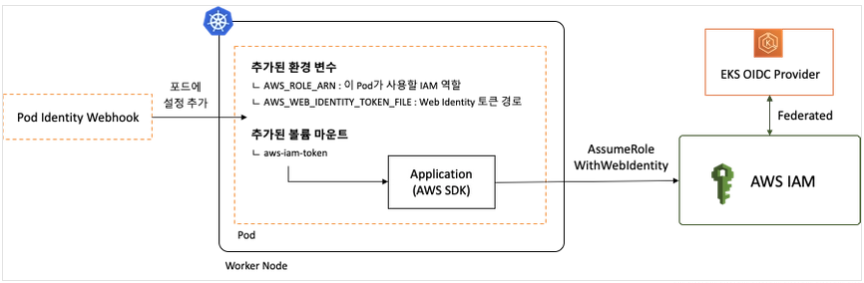 Pod Identity Webhook
포드에
설정 추가
추가된 환경 변수
ㄴ AWS_ROLE_ARN : 이 Pod가 사용할 IAM 역할
ㄴ AWS_WEB_IDENTITY_TOKEN_FILE : Web Identity 토큰 경로
추가된 볼륨 마운트
ㄴ aws-iam-token
Application
(AWS SDK)
Pod
Worker Node
AssumeRole
WithWebIdentity
EKS OIDC Provider
Federated
AWS IAM